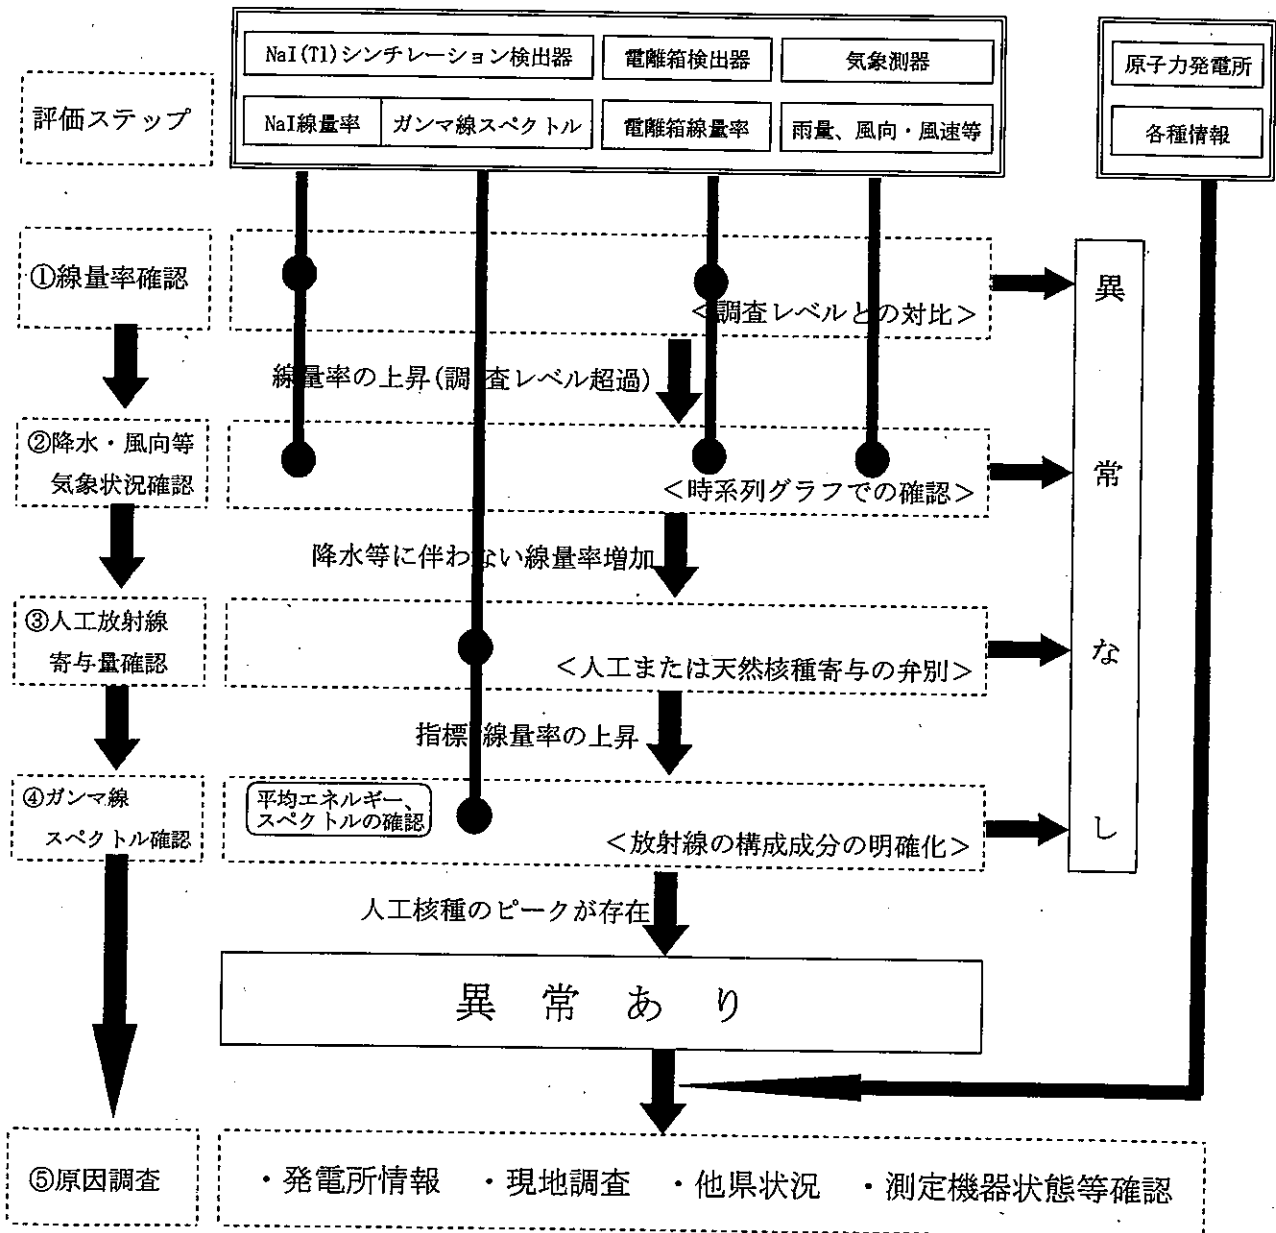 NaI(Tl)シンチレーション検出器
電離箱検出器
気象測器
原子力発電所
評価ステップ
NaI線量率
ガンマ線スペクトル
電離箱線量率
雨量、風向・風速等
各種情報
①線量率確認
<調査レベルとの対比>
線量率の上昇(調査レベル超過)
②降水・風向等
気象状況確認
<時系列グラフでの確認>
降水等に伴わない線量率増加
③人工放射線
寄与量確認
<人工または天然核種寄与の弁別>
指標線量率の上昇
④ガンマ線
スペクトル確認
平均エネルギー、
スペクトルの確認
<放射線の構成成分の明確化>
異常なし
人工核種のピークが存在
異常あり
⑤原因調査
・発電所情報 ・現地調査 ・他県状況 ・測定機器状態等確認